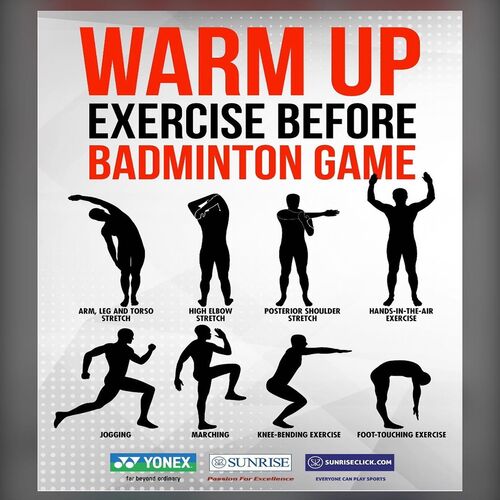 WARM UP
EXERCISE BEFORE
BADMINTON GAME
ARM, LEG AND TORSO
STRETCH
HIGH ELBOW
STRETCH
POSTERIOR SHOULDER
STRETCH
HANDS-IN-THE-AIR
EXERCISE
JOGGING
MARCHING
KNEE-BENDING EXERCISE
FOOT-TOUCHING EXERCISE
YONEX
far beyond ordinary
SUNRISE
Passion For Excellence
SUNRISECLICK.COM
EVERYONE CAN PLAY SPORTS